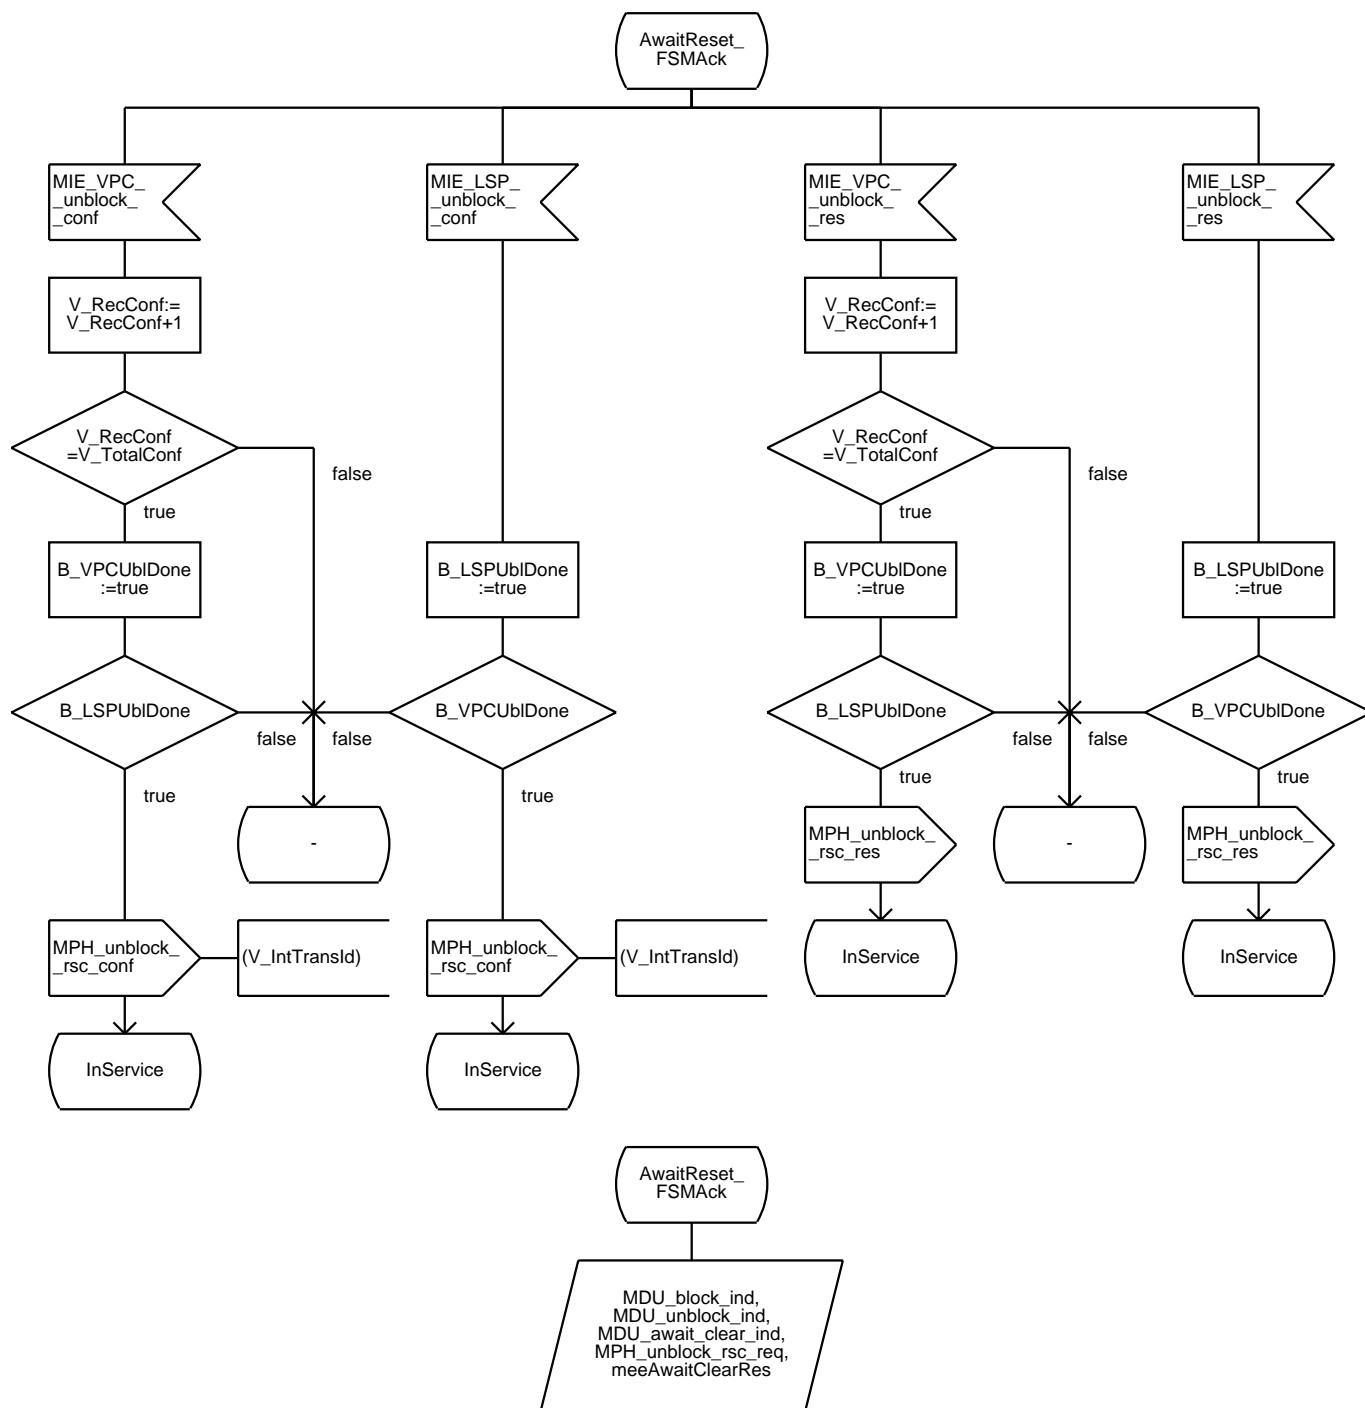 AwaitReset_
FSMAck
MIE_VPC_
_unblock_
_conf
MIE_LSP_
_unblock_
_conf
MIE_VPC_
_unblock_
_res
MIE_LSP_
_unblock_
_res
V_RecConf:=
V_RecConf+1
V_RecConf:=
V_RecConf+1
V_RecConf
=V_TotalConf
false
true
V_RecConf
=V_TotalConf
false
true
B_VPCUblDone
:=true
B_LSPUblDone
:=true
B_VPCUblDone
:=true
B_LSPUblDone
:=true
B_LSPUblDone
B_VPCUblDone
B_LSPUblDone
B_VPCUblDone
false
false
false
false
true
true
true
true
-
MPH_unblock_
_rsc_res
-
MPH_unblock_
_rsc_res
MPH_unblock_
_rsc_conf
(V_IntTransId)
MPH_unblock_
_rsc_conf
(V_IntTransId)
InService
InService
InService
InService
AwaitReset_
FSMAck
MDU_block_ind,
MDU_unblock_ind,
MDU_await_clear_ind,
MPH_unblock_rsc_req,
meeAwaitClearRes